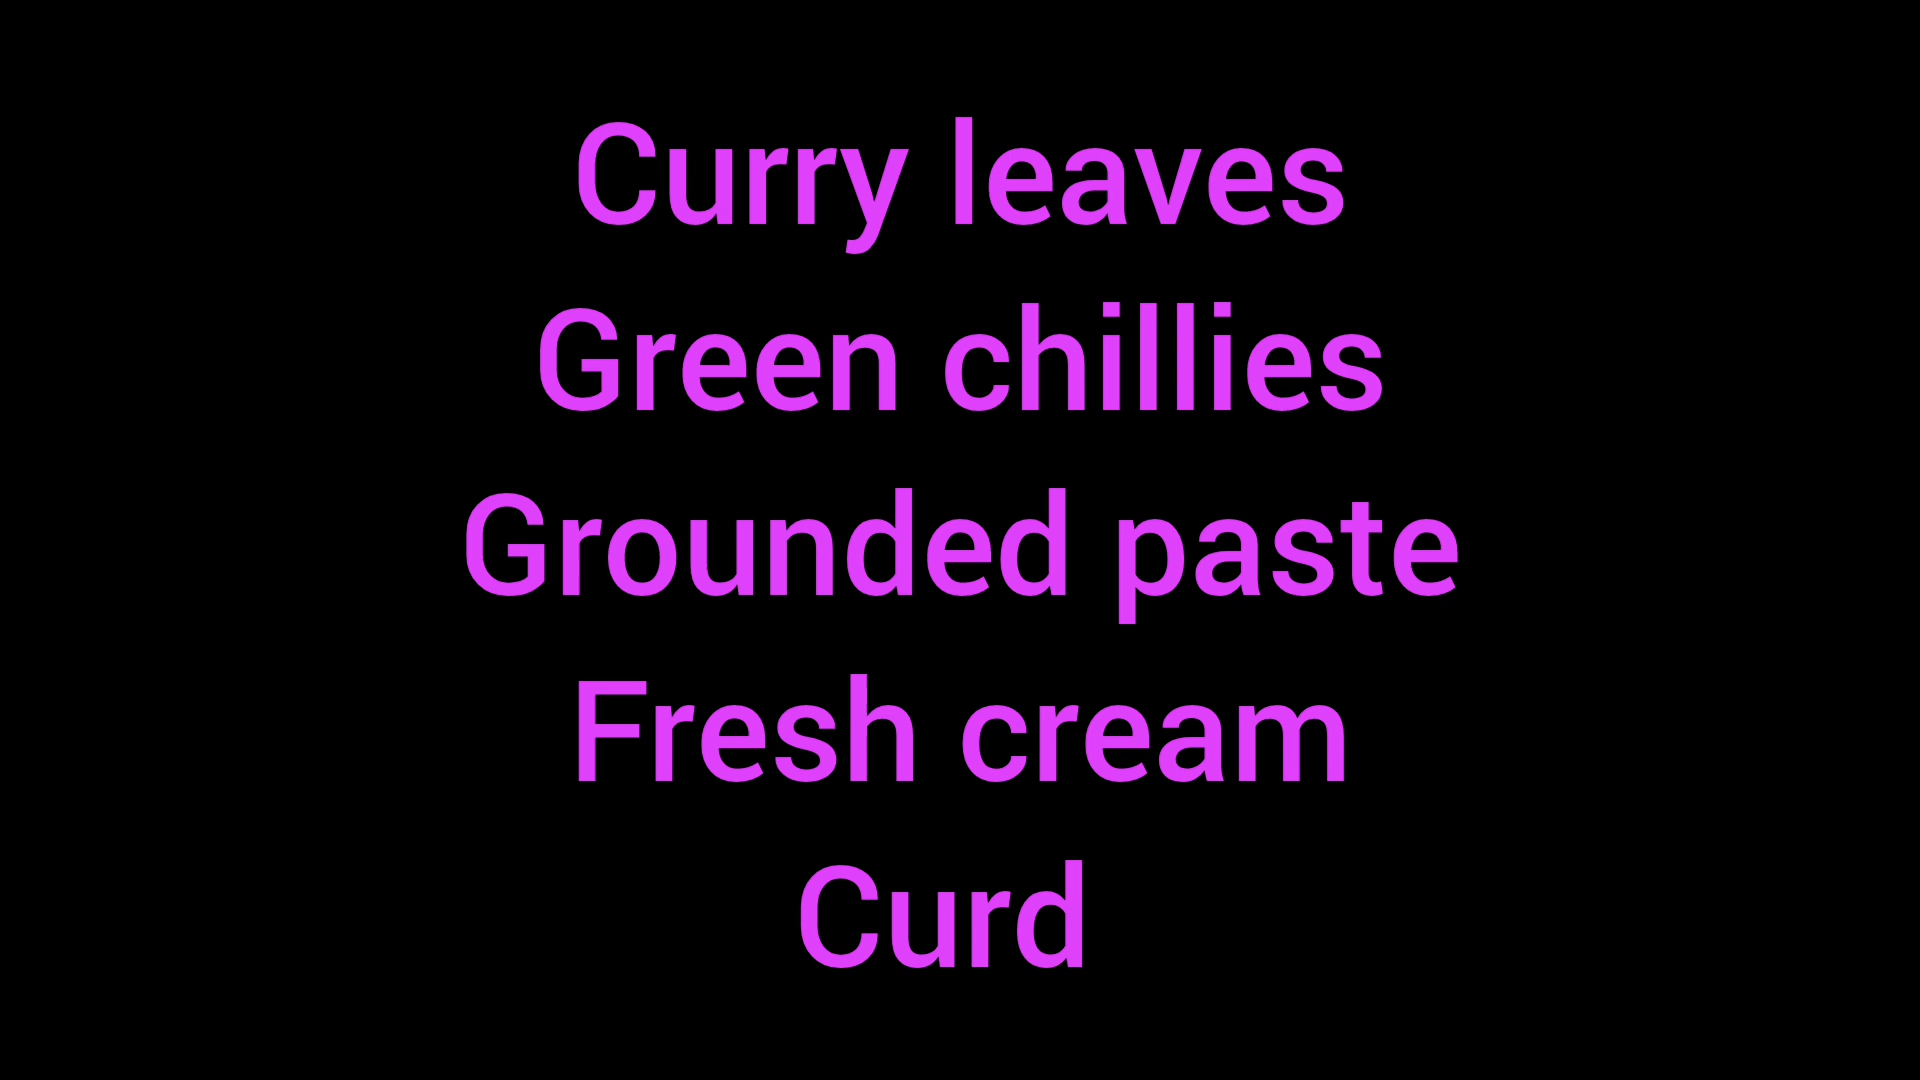 Curry leaves
Green chillies
Grounded paste
Fresh cream
Curd